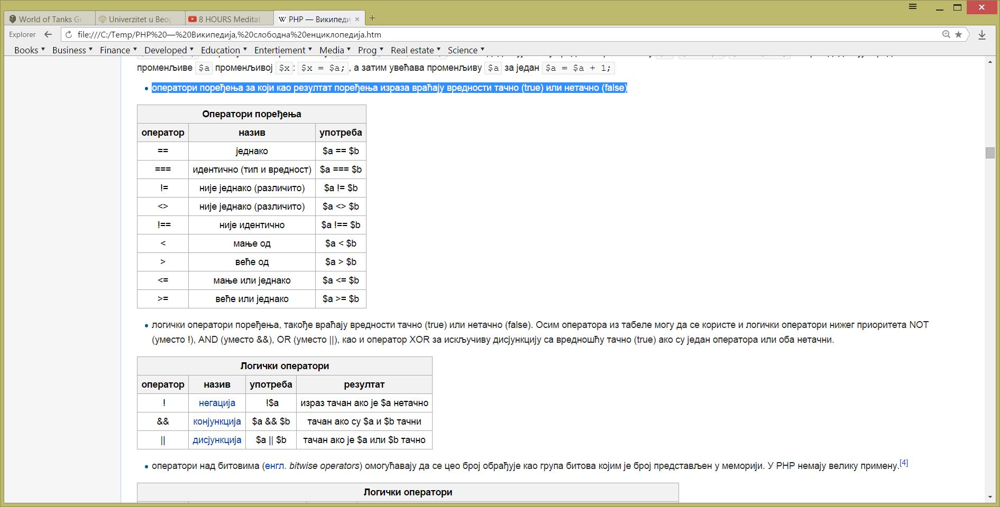 World of Tanks G
Univerzitet u Beog
8 HOURS Meditat
PHP — Википедиј
Explorer
file:///C:/Temp/PHP%20—%20Википедија,%20слободна%20енциклопедија.htm
Books Business Finance Developed Education Entertiement Media Prog Real estate Science
променљиве $a променљивој $x: $x = $a;, а затим увећава променљиву $a за један $a = $a + 1;
оператори поређења за који као резултат поређења израза враћају вредности тачно (true) или нетачно (false)
Оператори поређења
оператор назив употреба
== једнако $a == $b
=== идентично (тип и вредност) $a === $b
!= није једнако (различито) $a != $b
<> није једнако (различито) $a <> $b
!== није идентично $a !== $b
< мање од $a < $b
> веће од $a > $b
<= мање или једнако $a <= $b
>= веће или једнако $a >= $b
логички оператори поређења, такође враћају вредности тачно (true) или нетачно (false). Осим оператора из табеле могу да се користе и логички оператори нижег приоритета NOT
(уместо !), AND (уместо &&), OR (уместо ||), као и оператор XOR за искључиву дисјункцију са вредношћу тачно (true) ако су један оператора или оба нетачни.
Логички оператори
оператор назив употреба резултат
! негација !$a израз тачан ако је $a нетачно
&& конјункција $a && $b тачан ако су $a и $b тачни
|| дисјункција $a || $b тачан ако је $a или $b тачно
оператори над битовима (енгл. bitwise operators) омогућавају да се цео број обрађује као група битова којим је број представљен у меморији. У PHP немају велику примену.[4]
Логички оператори